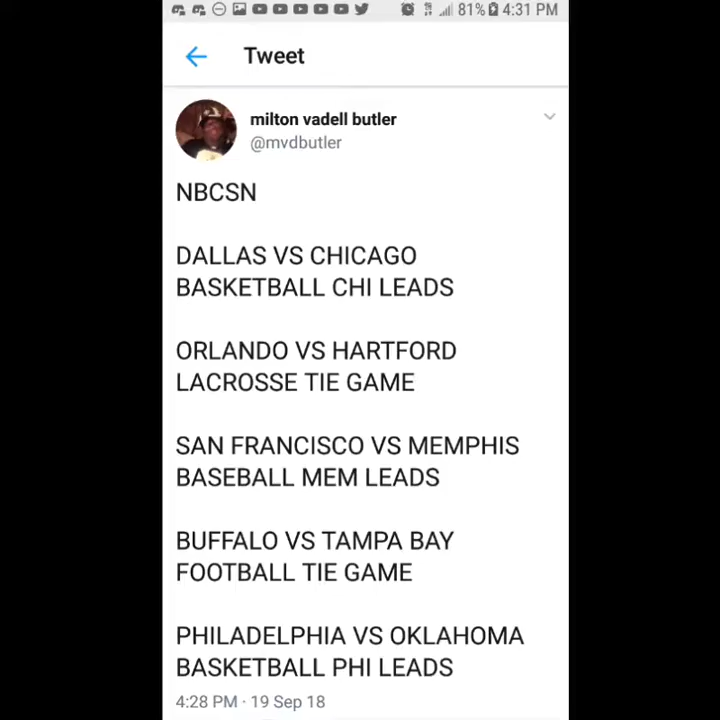 81% 4:31 PM
Tweet
milton vadell butler
@mvdbutler
NBCSN
DALLAS VS CHICAGO
BASKETBALL CHI LEADS
ORLANDO VS HARTFORD
LACROSSE TIE GAME
SAN FRANCISCO VS MEMPHIS
BASEBALL MEM LEADS
BUFFALO VS TAMPA BAY
FOOTBALL TIE GAME
PHILADELPHIA VS OKLAHOMA
BASKETBALL PHI LEADS
4:28 PM · 19 Sep 18